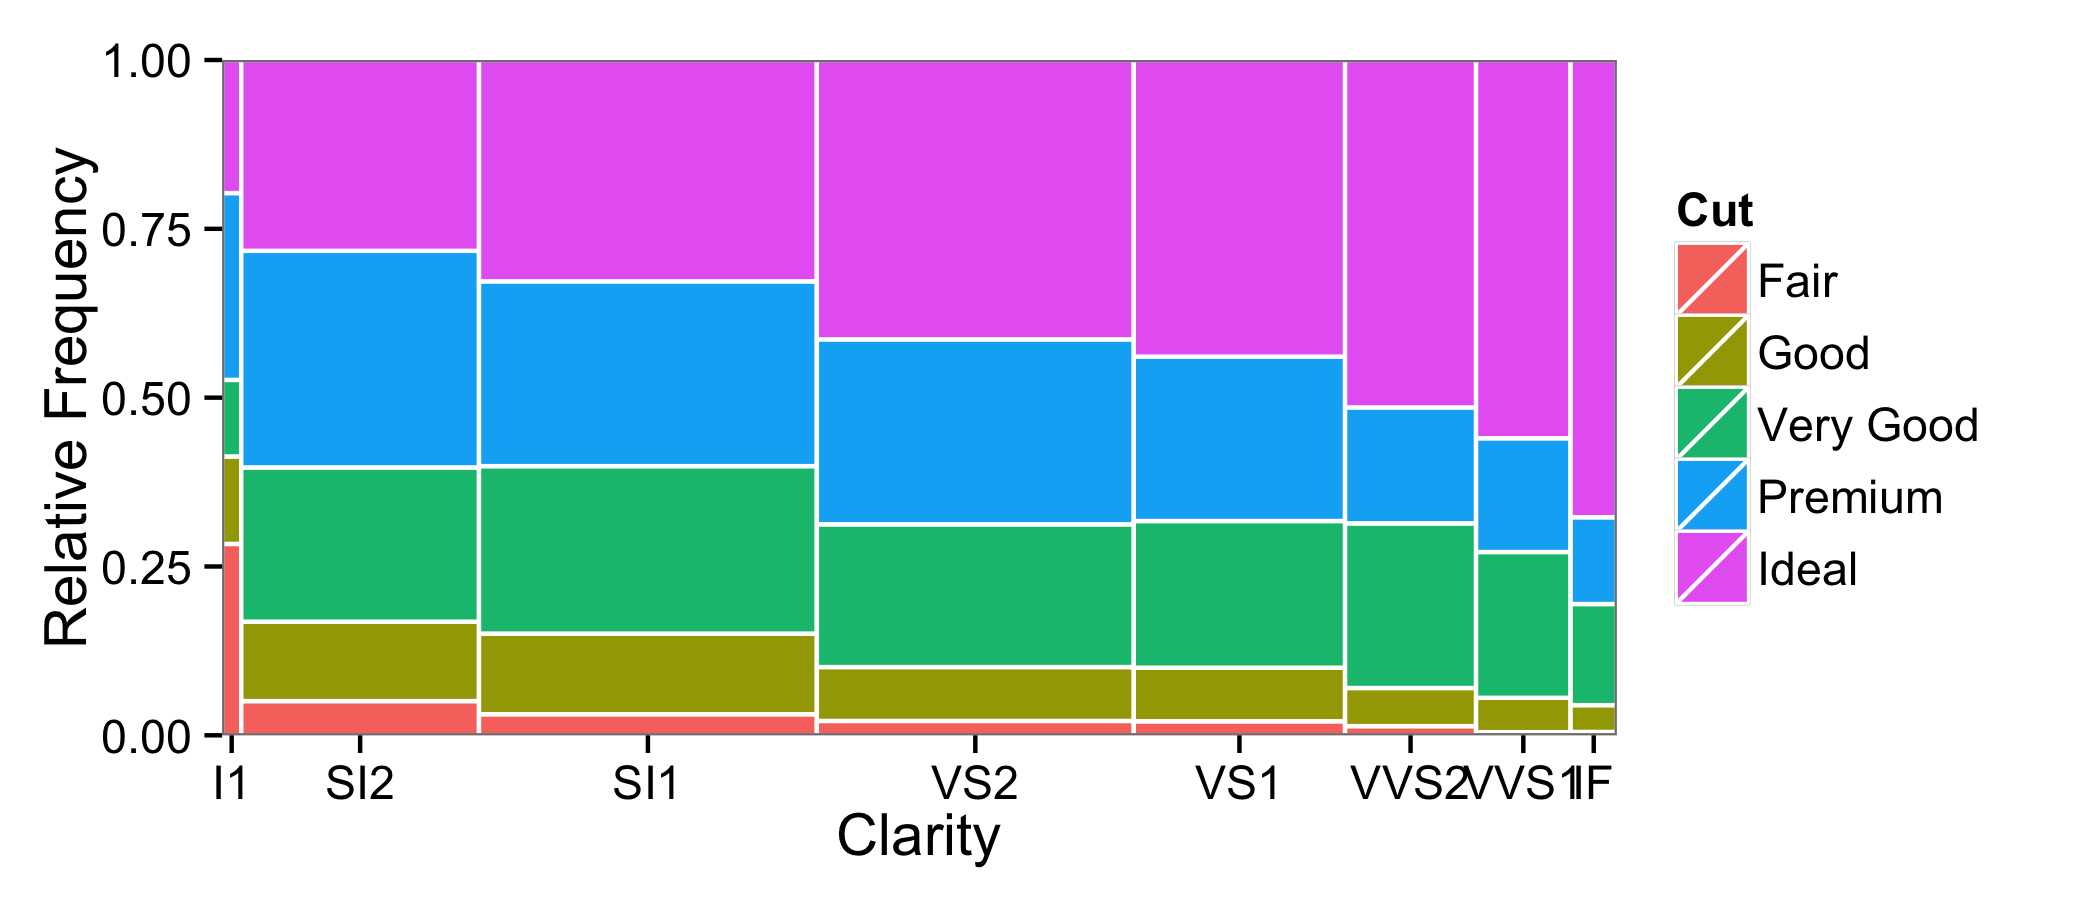 1.00
0.75
0.50
0.25
0.00
Relative Frequency
I1 SI2 SI1 VS2 VS1 VVS2 VVS1 IF
Clarity
Cut
Fair
Good
Very Good
Premium
Ideal